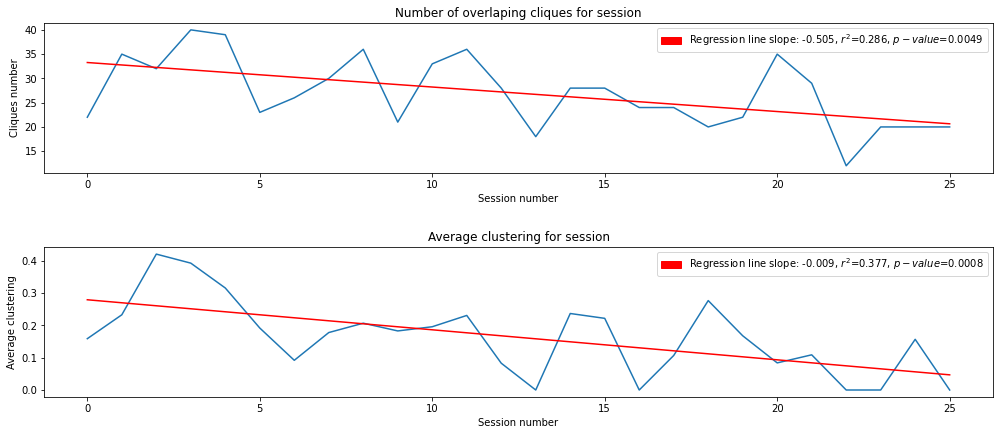 Number of overlaping cliques for session
Regression line slope: -0.505, r²=0.286, p − value=0.0049
Cliques number
40
35
30
25
20
15
0 5 10 15 20 25
Session number
Average clustering for session
Regression line slope: -0.009, r²=0.377, p − value=0.0008
Average clustering
0.4
0.3
0.2
0.1
0.0
0 5 10 15 20 25
Session number